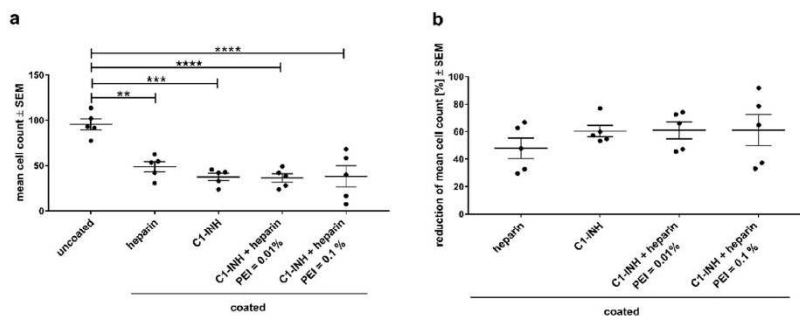 a
****
****
***
**
mean cell count ± SEM
150
100
50
0
uncoated
heparin
C1-INH
C1-INH + heparin
PEI = 0.01%
C1-INH + heparin
PEI = 0.1 %
coated
b
reduction of mean cell count [%] ± SEM
100
80
60
40
20
0
heparin
C1-INH
C1-INH + heparin
PEI = 0.01%
C1-INH + heparin
PEI = 0.1 %
coated